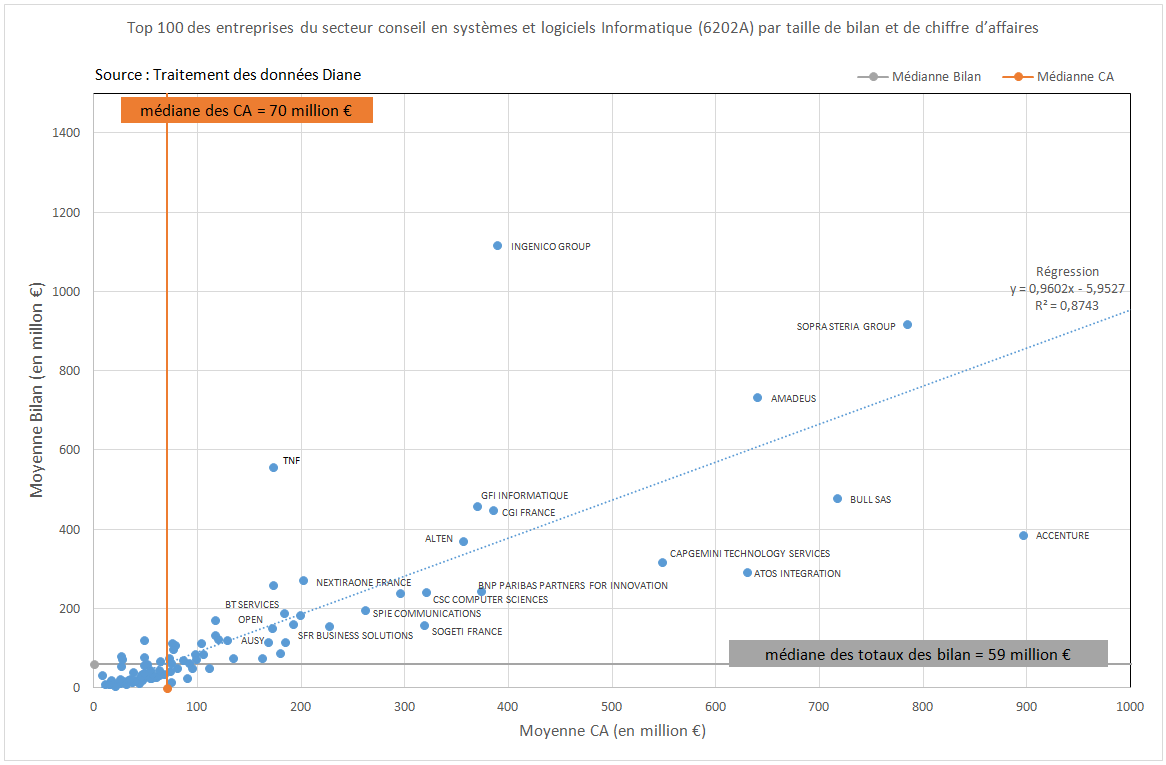 Top 100 des entreprises du secteur conseil en systèmes et logiciels Informatique (6202A) par taille de bilan et de chiffre d’affaires
Source : Traitement des données Diane
Médianne Bilan
Médianne CA
médiane des CA = 70 million €
1400
1200
1000
800
600
400
200
0
Moyenne Bilan (en millon €)
INGENICO GROUP
Régression
y = 0,9602x - 5,9527
R² = 0,8743
SOPRA STERIA GROUP
AMADEUS
TNF
GFI INFORMATIQUE
CGI FRANCE
BULL SAS
ALTEN
ACCENTURE
CAPGEMINI TECHNOLOGY SERVICES
ATOS INTEGRATION
NEXTIRAONE FRANCE
BNP PARIBAS PARTNERS FOR INNOVATION
CSC COMPUTER SCIENCES
BT SERVICES
SPIE COMMUNICATIONS
OPEN
SFR BUSINESS SOLUTIONS
SOGETI FRANCE
AUSY
médiane des totaux des bilan = 59 million €
0 100 200 300 400 500 600 700 800 900 1000
Moyenne CA (en million €)